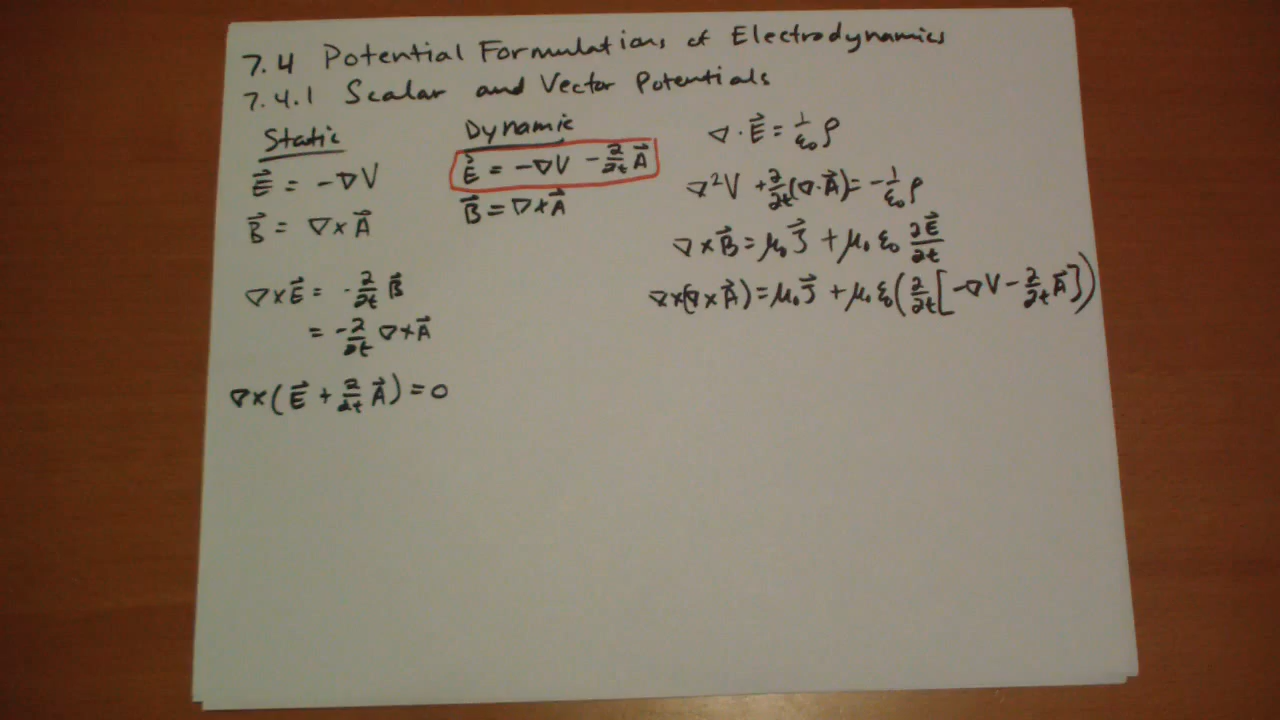 7.4 Potential Formulations of Electrodynamics
7.4.1 Scalar and Vector Potentials
Static
E⃗ = -∇V
B⃗ = ∇×A⃗
∇×E⃗ = -∂/∂t B⃗
= -∂/∂t ∇×A⃗
∇×(E⃗ + ∂/∂t A⃗) = 0
Dynamic
E⃗ = -∇V - ∂/∂t A⃗
B⃗ = ∇×A⃗
∇·E⃗ = 1/ε₀ ρ
∇²V + ∂/∂t(∇·A⃗) = -1/ε₀ ρ
∇×B⃗ = μ₀J⃗ + μ₀ε₀ ∂E⃗/∂t
∇×(∇×A⃗) = μ₀J⃗ + μ₀ε₀(∂/∂t[-∇V - ∂/∂t A⃗])